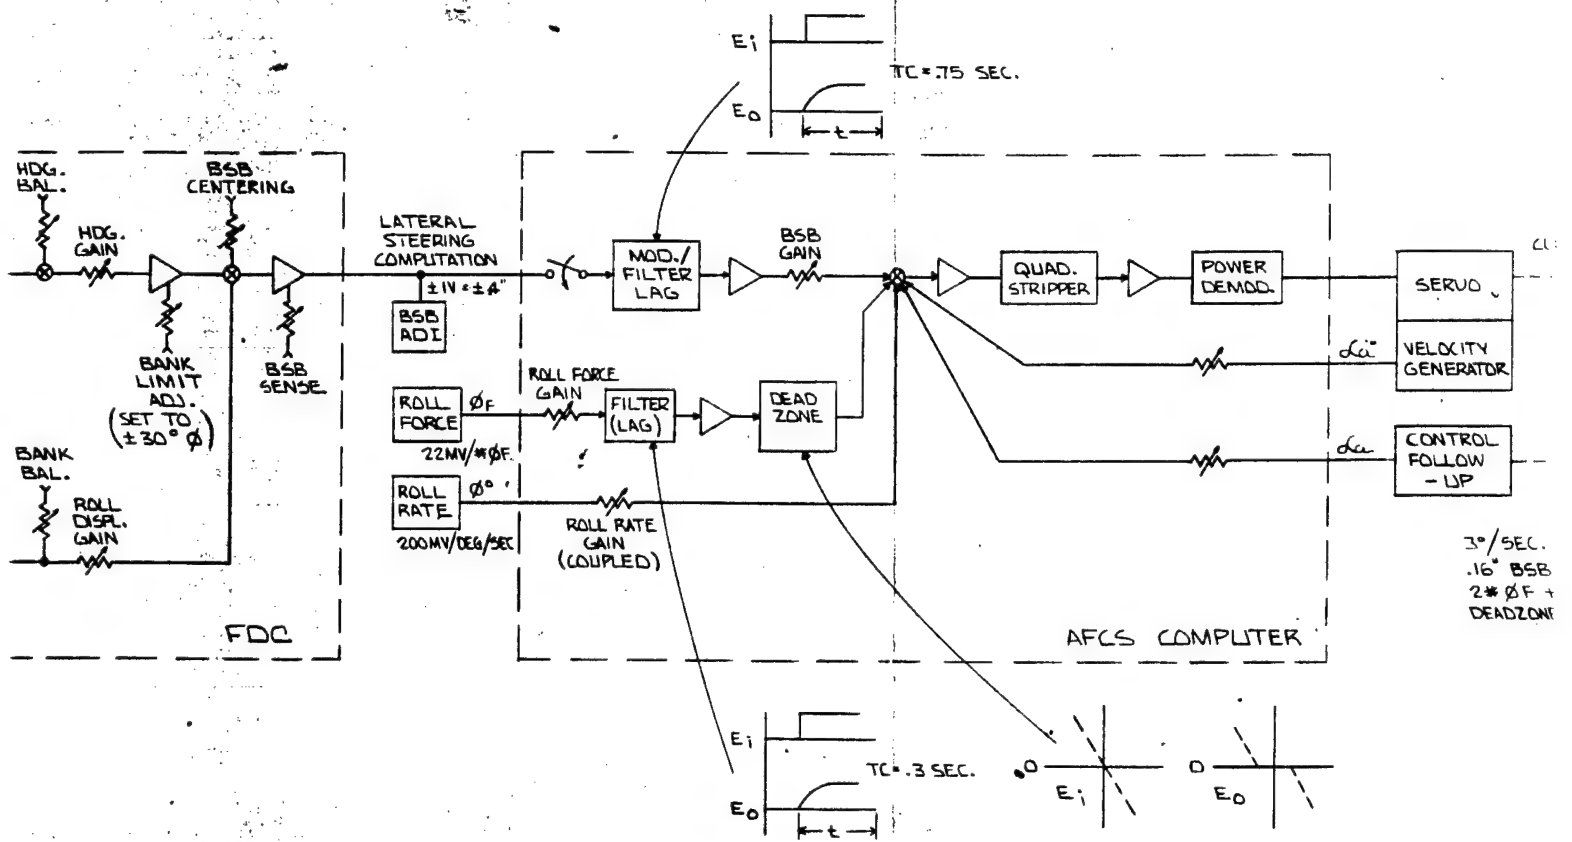 Ei
TC = .75 SEC.
Eo
t
HDG.
BAL.
BSB
CENTERING
HDG.
GAIN
LATERAL
STEERING
COMPUTATION
±1V = ±.4"
BSB
ADI
BANK
LIMIT
ADJ.
(SET TO
±30° Ø)
BSB
SENSE
BANK
BAL.
ROLL
DISPL.
GAIN
FDC
MOD./
FILTER
LAG
BSB
GAIN
QUAD.
STRIPPER
POWER
DEMOD.
SERVO
VELOCITY
GENERATOR
CONTROL
FOLLOW
-UP
ROLL
FORCE
ØF
22MV/#ØF.
ROLL FORCE
GAIN
FILTER
(LAG)
DEAD
ZONE
ROLL
RATE
Ø°
200MV/DEG/SEC
ROLL RATE
GAIN
(COUPLED)
3°/SEC.
.16" BSB
2# ØF +
DEADZONE
AFCS COMPUTER
Ei
TC = .3 SEC.
Eo
t
0
Ei
0
Eo